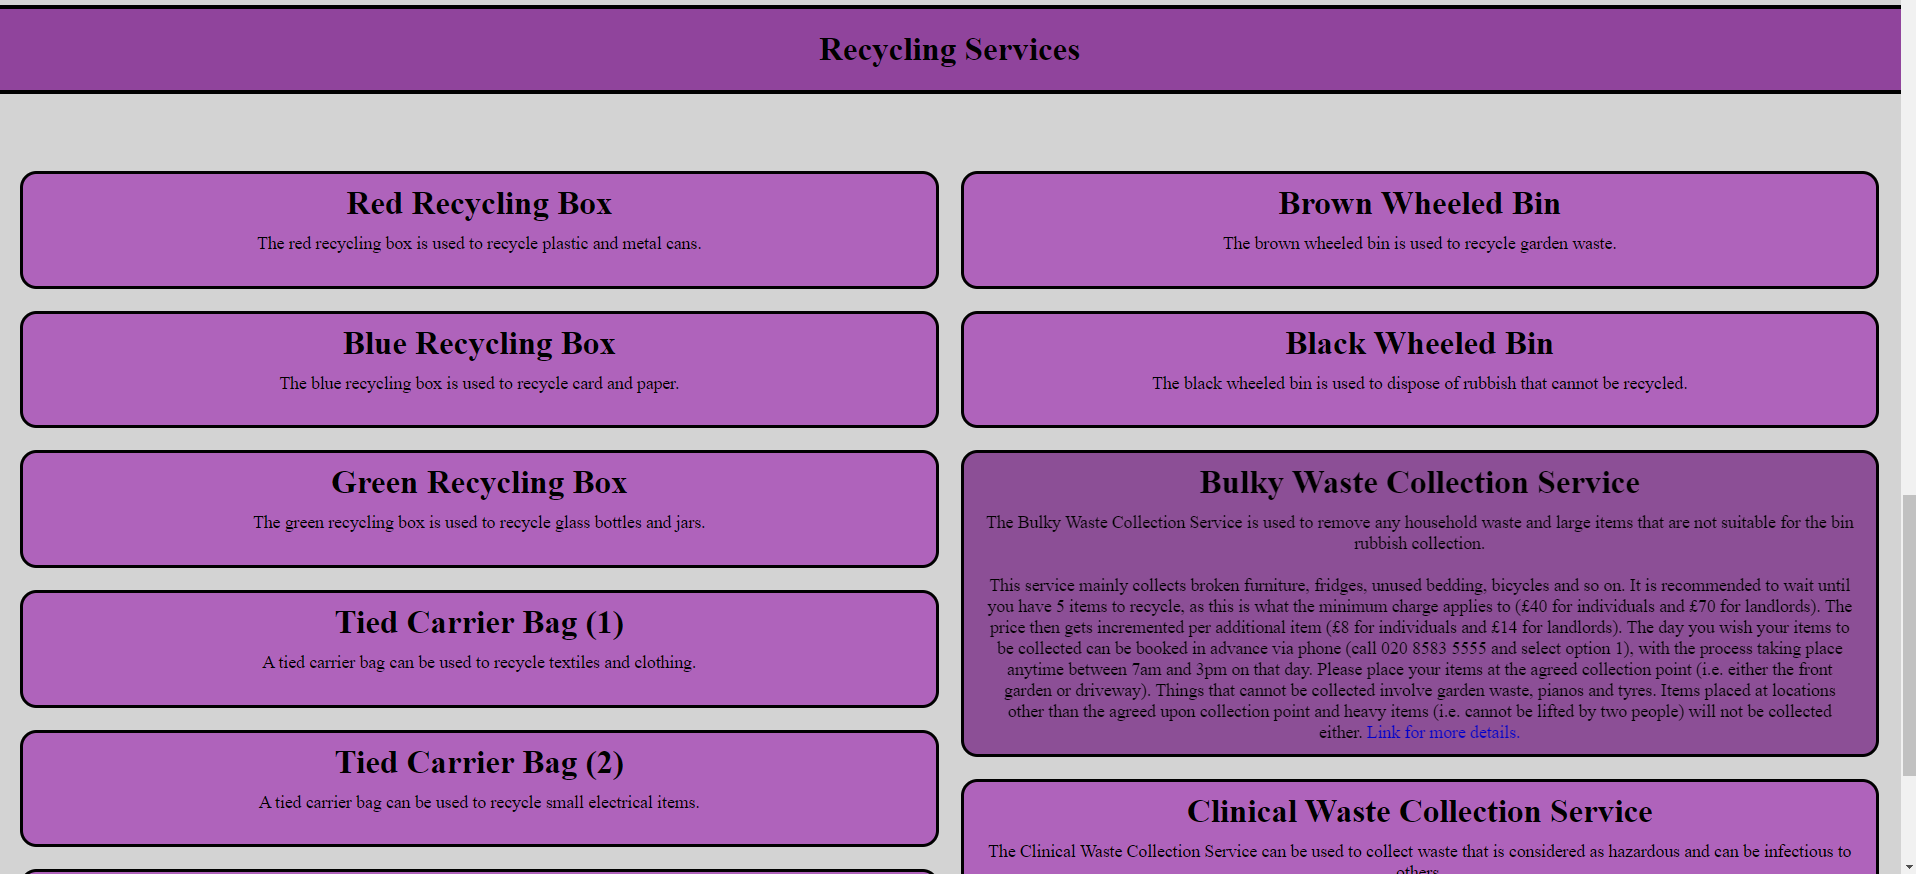 Recycling Services
Red Recycling Box
The red recycling box is used to recycle plastic and metal cans.
Blue Recycling Box
The blue recycling box is used to recycle card and paper.
Green Recycling Box
The green recycling box is used to recycle glass bottles and jars.
Tied Carrier Bag (1)
A tied carrier bag can be used to recycle textiles and clothing.
Tied Carrier Bag (2)
A tied carrier bag can be used to recycle small electrical items.
Brown Wheeled Bin
The brown wheeled bin is used to recycle garden waste.
Black Wheeled Bin
The black wheeled bin is used to dispose of rubbish that cannot be recycled.
Bulky Waste Collection Service
The Bulky Waste Collection Service is used to remove any household waste and large items that are not suitable for the bin
rubbish collection.
This service mainly collects broken furniture, fridges, unused bedding, bicycles and so on. It is recommended to wait until
you have 5 items to recycle, as this is what the minimum charge applies to (£40 for individuals and £70 for landlords). The
price then gets incremented per additional item (£8 for individuals and £14 for landlords). The day you wish your items to
be collected can be booked in advance via phone (call 020 8583 5555 and select option 1), with the process taking place
anytime between 7am and 3pm on that day. Please place your items at the agreed collection point (i.e. either the front
garden or driveway). Things that cannot be collected involve garden waste, pianos and tyres. Items placed at locations
other than the agreed upon collection point and heavy items (i.e. cannot be lifted by two people) will not be collected
either. Link for more details.
Clinical Waste Collection Service
The Clinical Waste Collection Service can be used to collect waste that is considered as hazardous and can be infectious to
others.